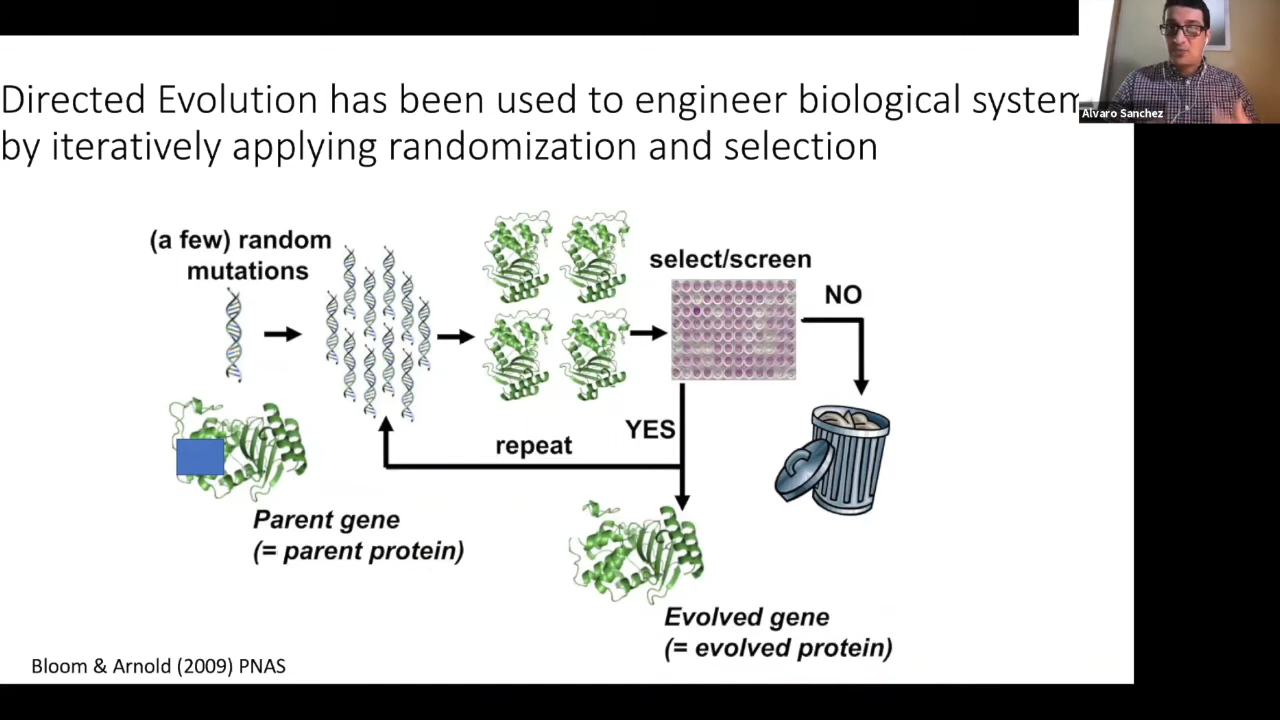 Directed Evolution has been used to engineer biological system
by iteratively applying randomization and selection
Alvaro Sanchez
(a few) random
mutations
select/screen
NO
YES
repeat
Parent gene
(= parent protein)
Evolved gene
(= evolved protein)
Bloom & Arnold (2009) PNAS